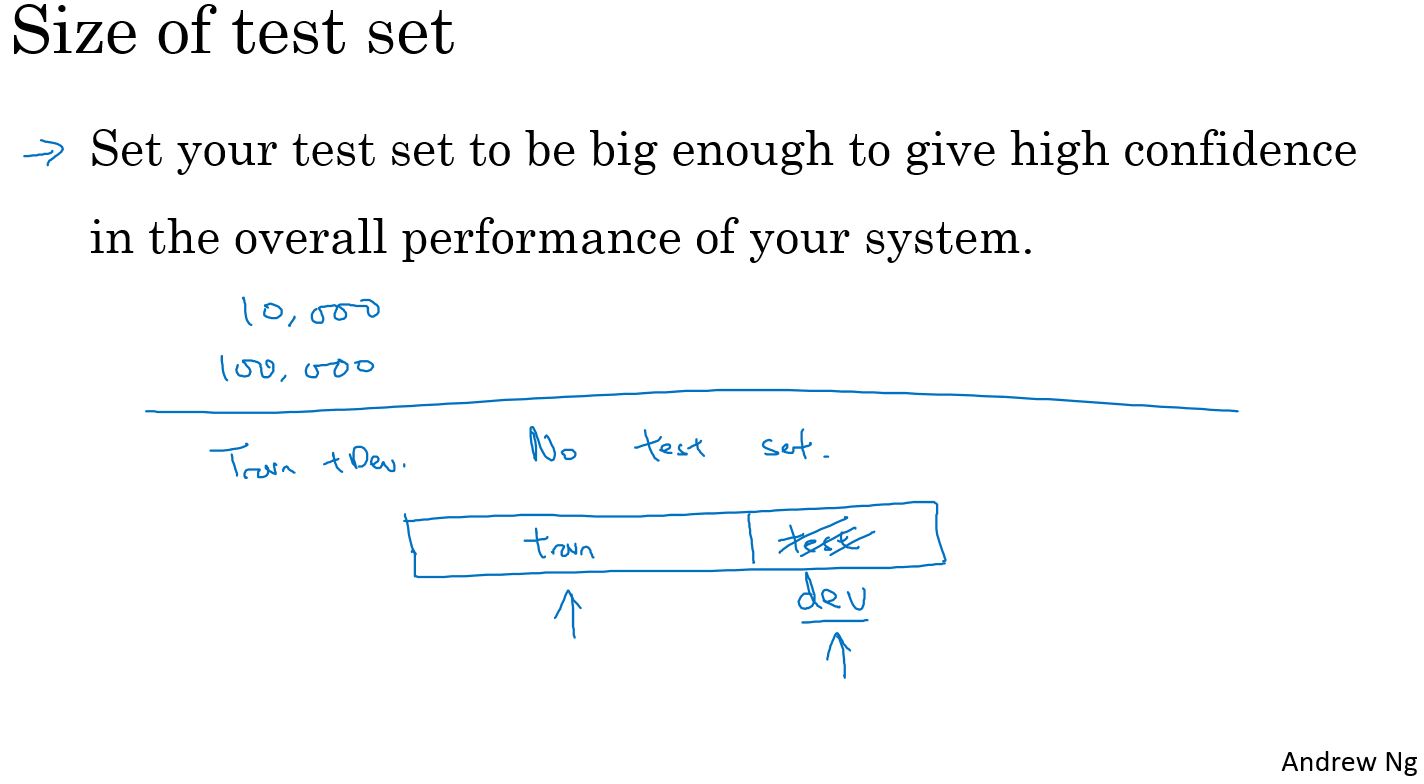 Size of test set
→ Set your test set to be big enough to give high confidence
in the overall performance of your system.
10,000
100,000
Train + Dev. No test set.
train test
dev
Andrew Ng